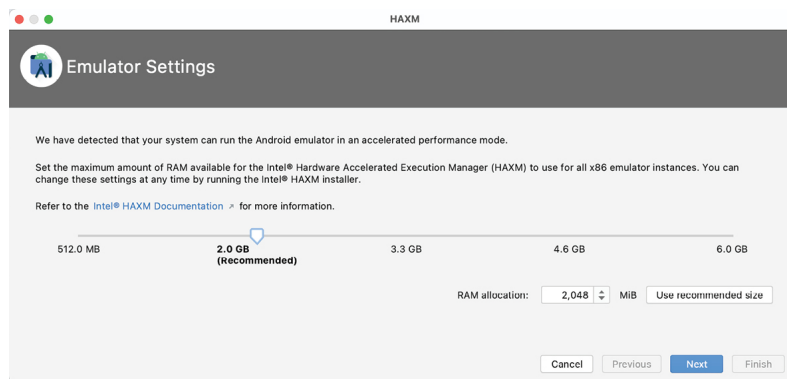 HAXM
Emulator Settings
We have detected that your system can run the Android emulator in an accelerated performance mode.
Set the maximum amount of RAM available for the Intel® Hardware Accelerated Execution Manager (HAXM) to use for all x86 emulator instances. You can
change these settings at any time by running the Intel® HAXM installer.
Refer to the Intel® HAXM Documentation ↗ for more information.
512.0 MB 2.0 GB 3.3 GB 4.6 GB 6.0 GB
(Recommended)
RAM allocation: 2,048 MiB Use recommended size
Cancel Previous Next Finish